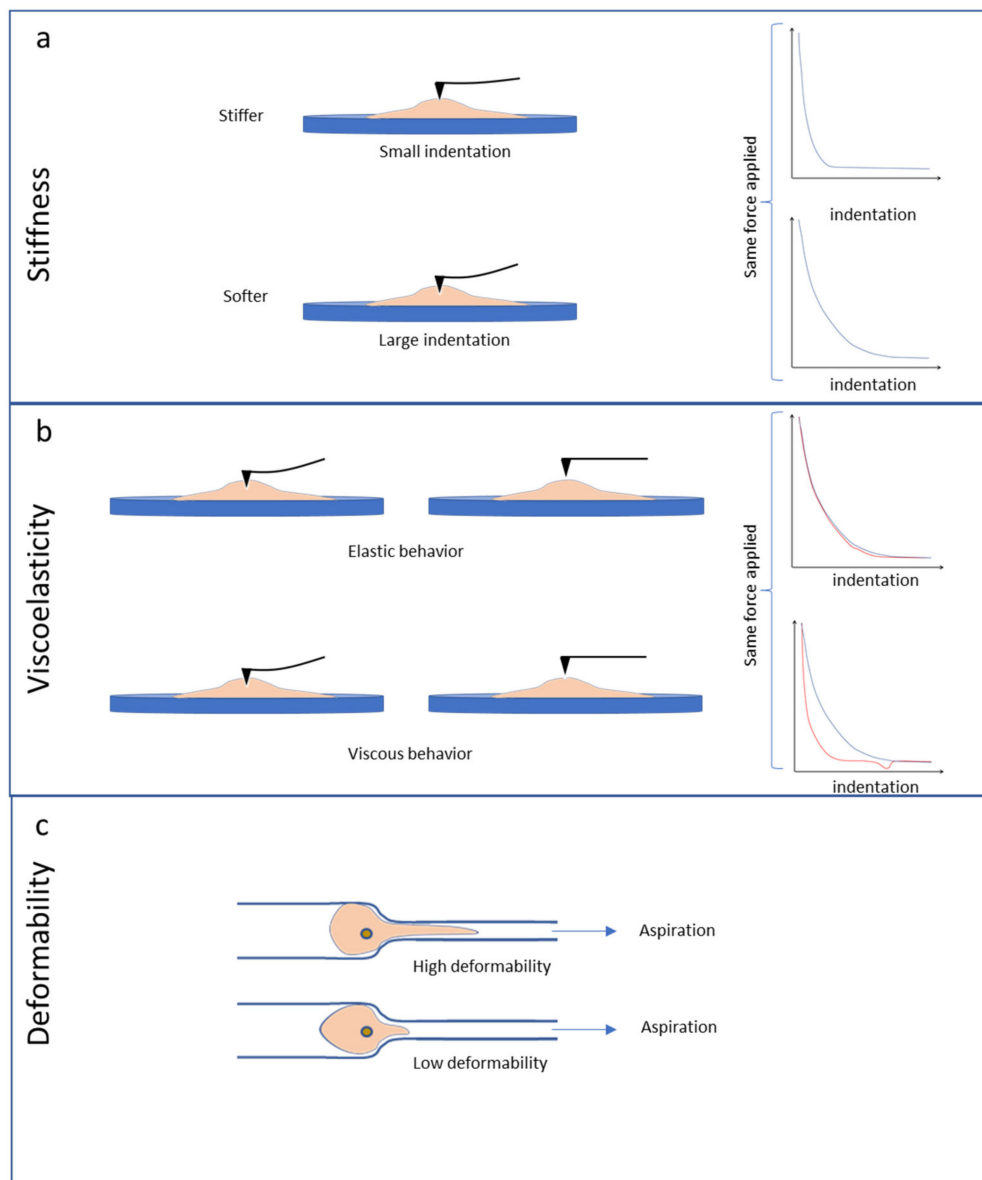 a
Stiffness
Stiffer
Small indentation
Softer
Large indentation
Same force applied
indentation
indentation
b
Viscoelasticity
Elastic behavior
Viscous behavior
Same force applied
indentation
indentation
c
Deformability
Aspiration
High deformability
Aspiration
Low deformability